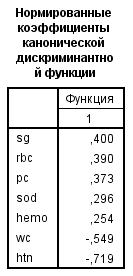 Нормированные
коэффициенты
канонической
дискриминантно
й функции
Функция
1
sg ,400
rbc ,390
pc ,373
sod ,296
hemo ,254
wc -,549
htn -,719